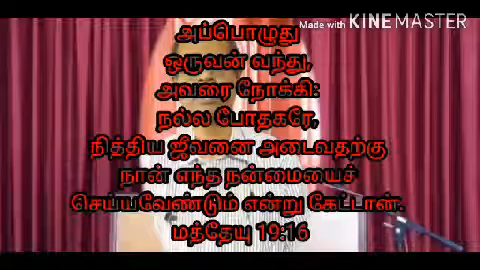 Made with KINEMASTER
அப்பொழுது
ஒருவன் வந்து,
அவரை நோக்கி:
நல்ல போதகரே,
நித்திய ஜீவனை அடைவதற்கு
நான் எந்த நன்மையைச்
செய்யவேண்டும் என்று கேட்டான்.
மத்தேயு 19:16